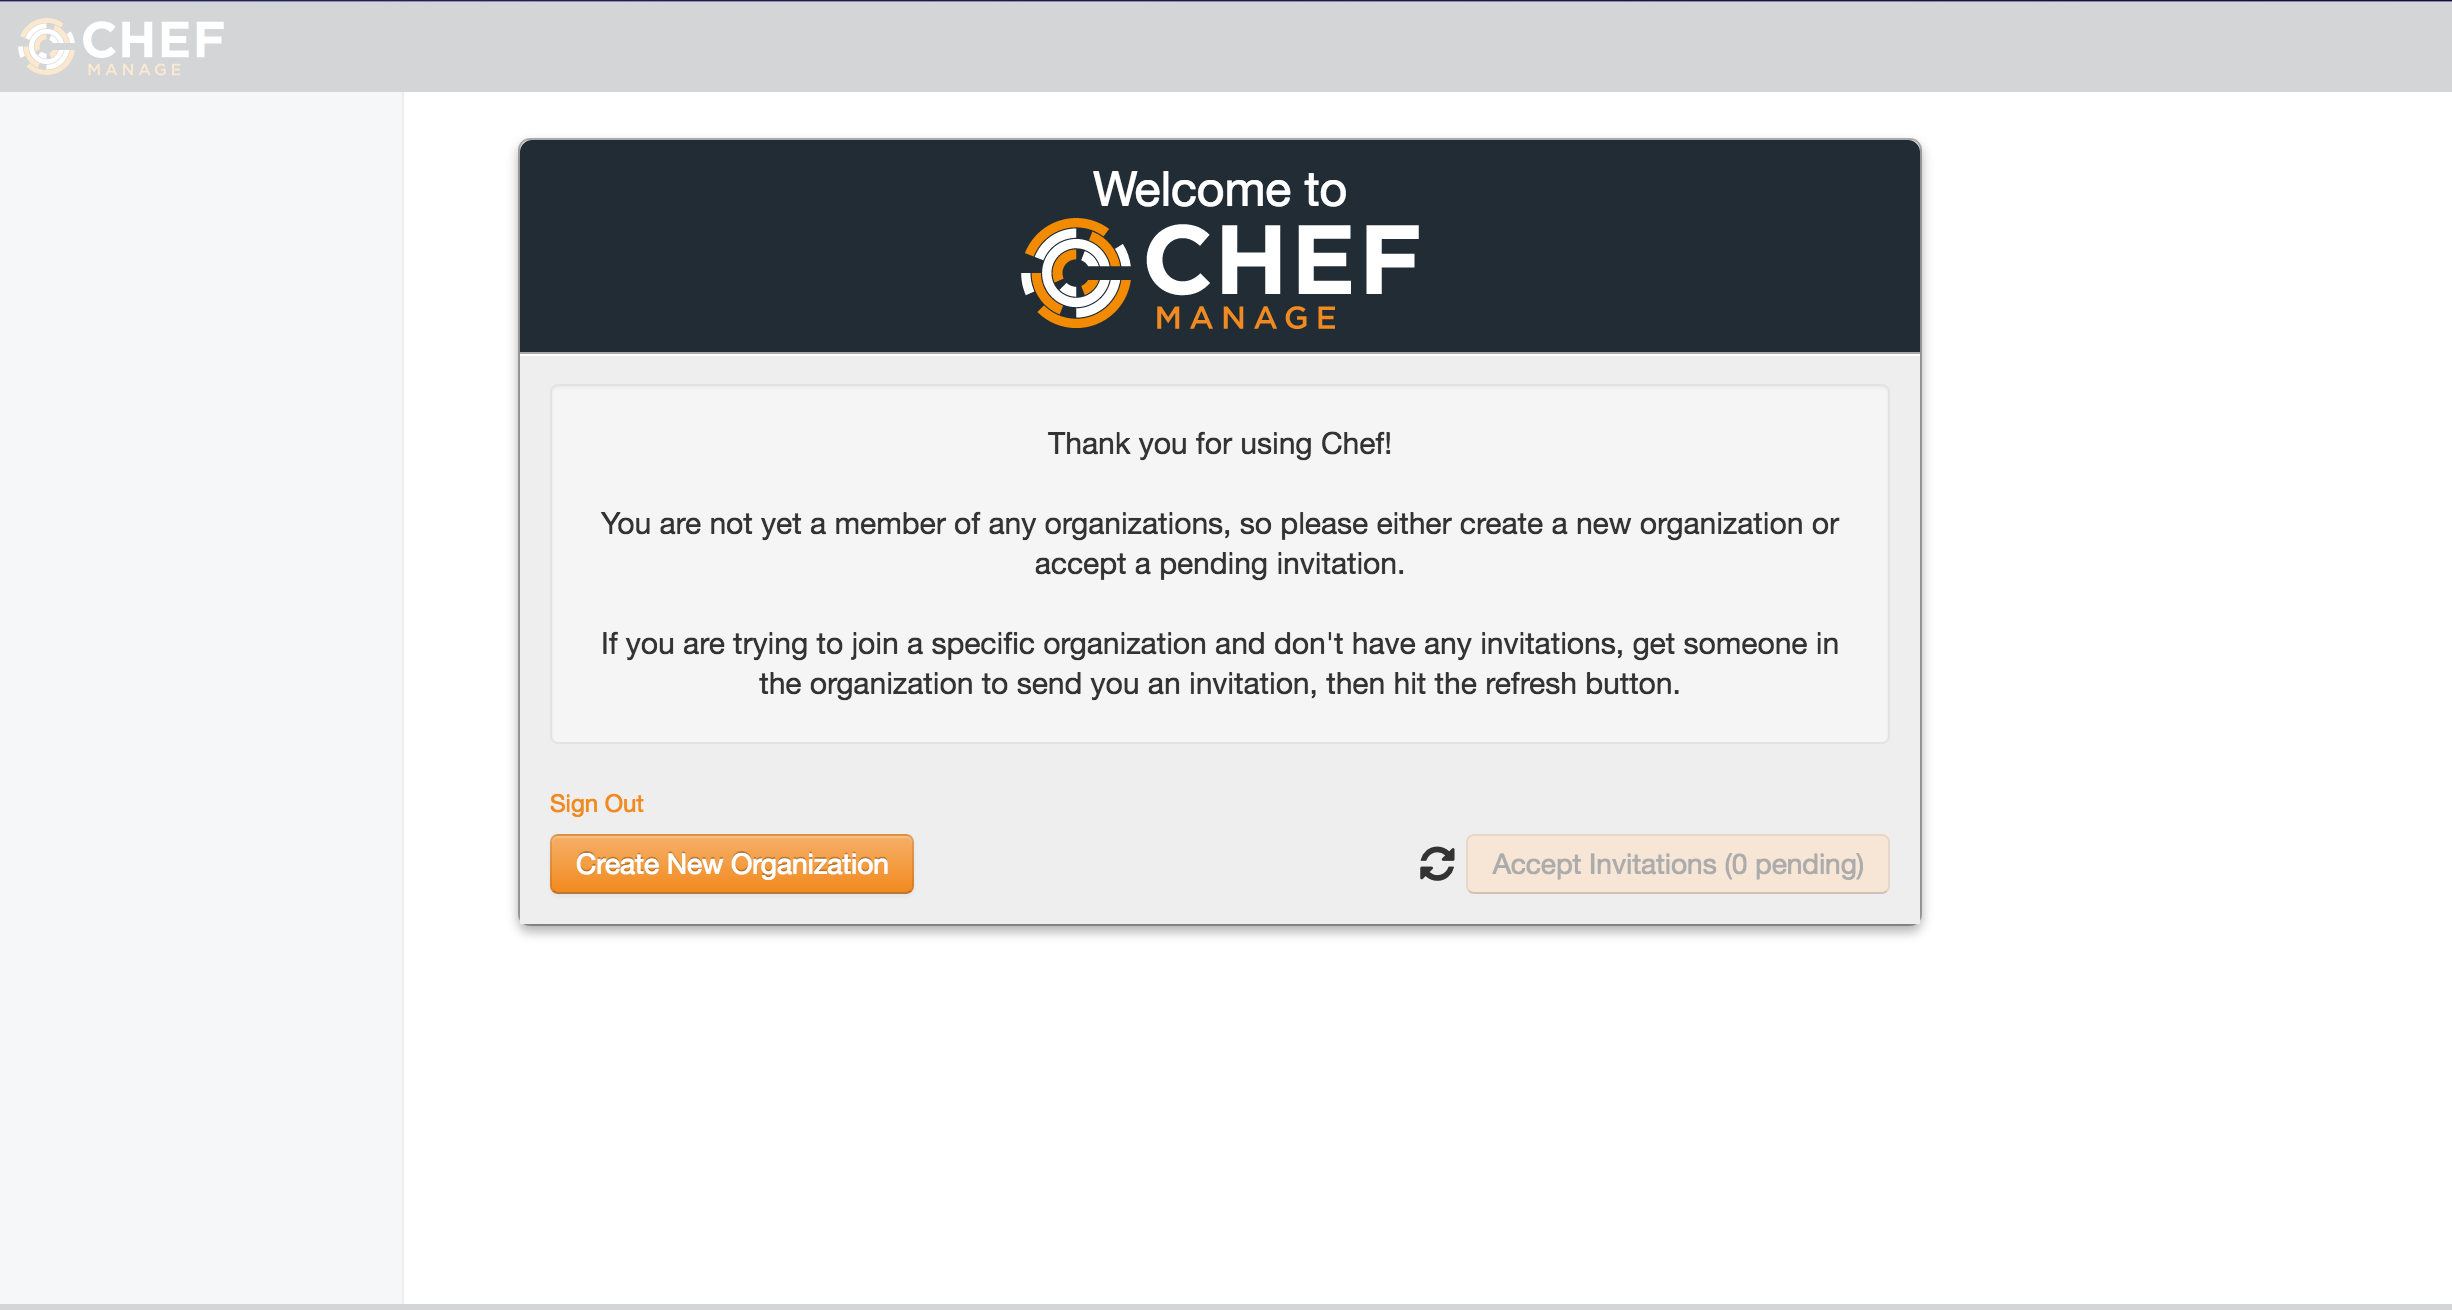 CHEF
MANAGE
Welcome to
CHEF
MANAGE
Thank you for using Chef!
You are not yet a member of any organizations, so please either create a new organization or
accept a pending invitation.
If you are trying to join a specific organization and don't have any invitations, get someone in
the organization to send you an invitation, then hit the refresh button.
Sign Out
Create New Organization
Accept Invitations (0 pending)